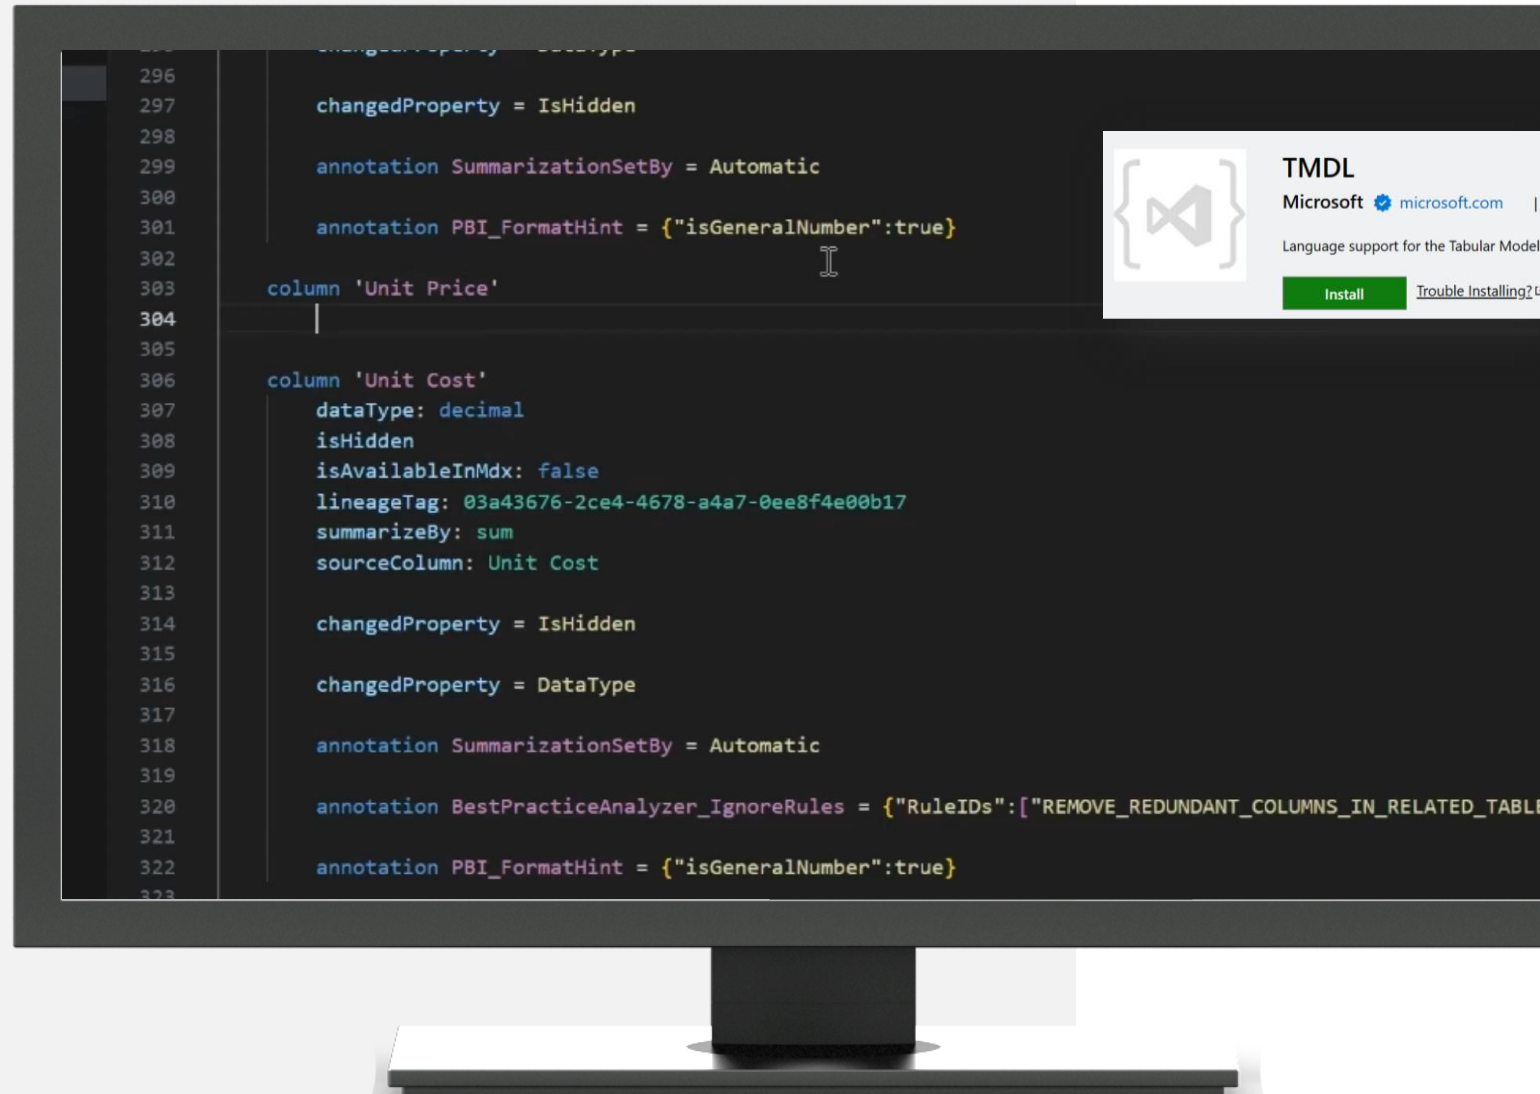 296
297 changedProperty = IsHidden
298
299 annotation SummarizationSetBy = Automatic
300
301 annotation PBI_FormatHint = {"isGeneralNumber":true}
302
303 column 'Unit Price'
304
305
306 column 'Unit Cost'
307 dataType: decimal
308 isHidden
309 isAvailableInMdx: false
310 lineageTag: 03a43676-2ce4-4678-a4a7-0ee8f4e00b17
311 summarizeBy: sum
312 sourceColumn: Unit Cost
313
314 changedProperty = IsHidden
315
316 changedProperty = DataType
317
318 annotation SummarizationSetBy = Automatic
319
320 annotation BestPracticeAnalyzer_IgnoreRules = {"RuleIDs":["REMOVE_REDUNDANT_COLUMNS_IN_RELATED_TABLE
321
322 annotation PBI_FormatHint = {"isGeneralNumber":true}
323
TMDL
Microsoft microsoft.com |
Language support for the Tabular Model
Install Trouble Installing?